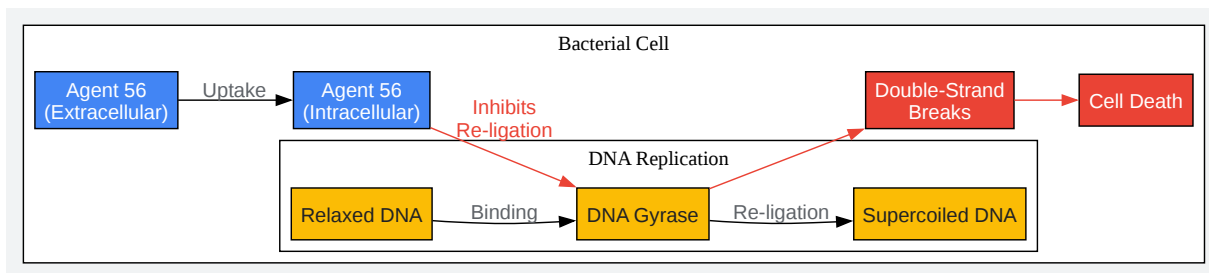 Bacterial Cell
Agent 56
(Extracellular)
Uptake
Agent 56
(Intracellular)
Inhibits
Re-ligation
Double-Strand
Breaks
Cell Death
DNA Replication
Relaxed DNA
Binding
DNA Gyrase
Re-ligation
Supercoiled DNA